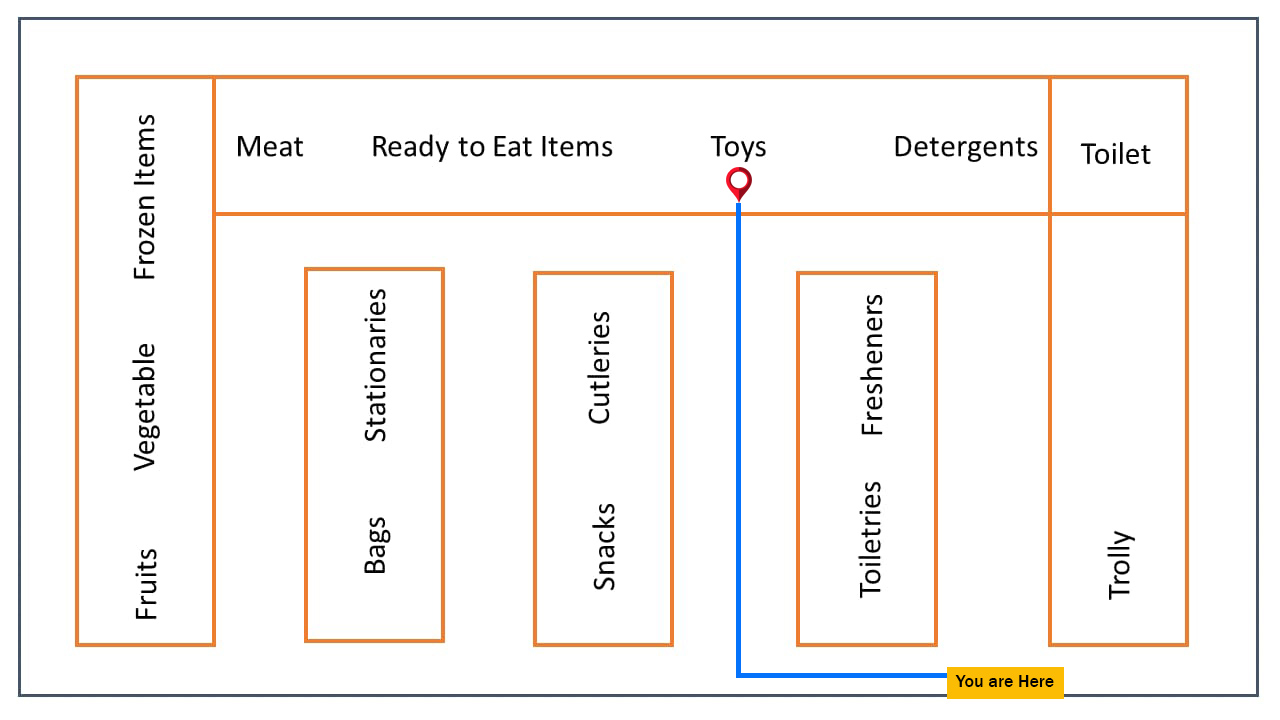 Meat
Ready to Eat Items
Toys
Detergents
Toilet
Frozen Items
Vegetable
Fruits
Stationaries
Bags
Cutleries
Snacks
Fresheners
Toiletries
Trolly
You are Here